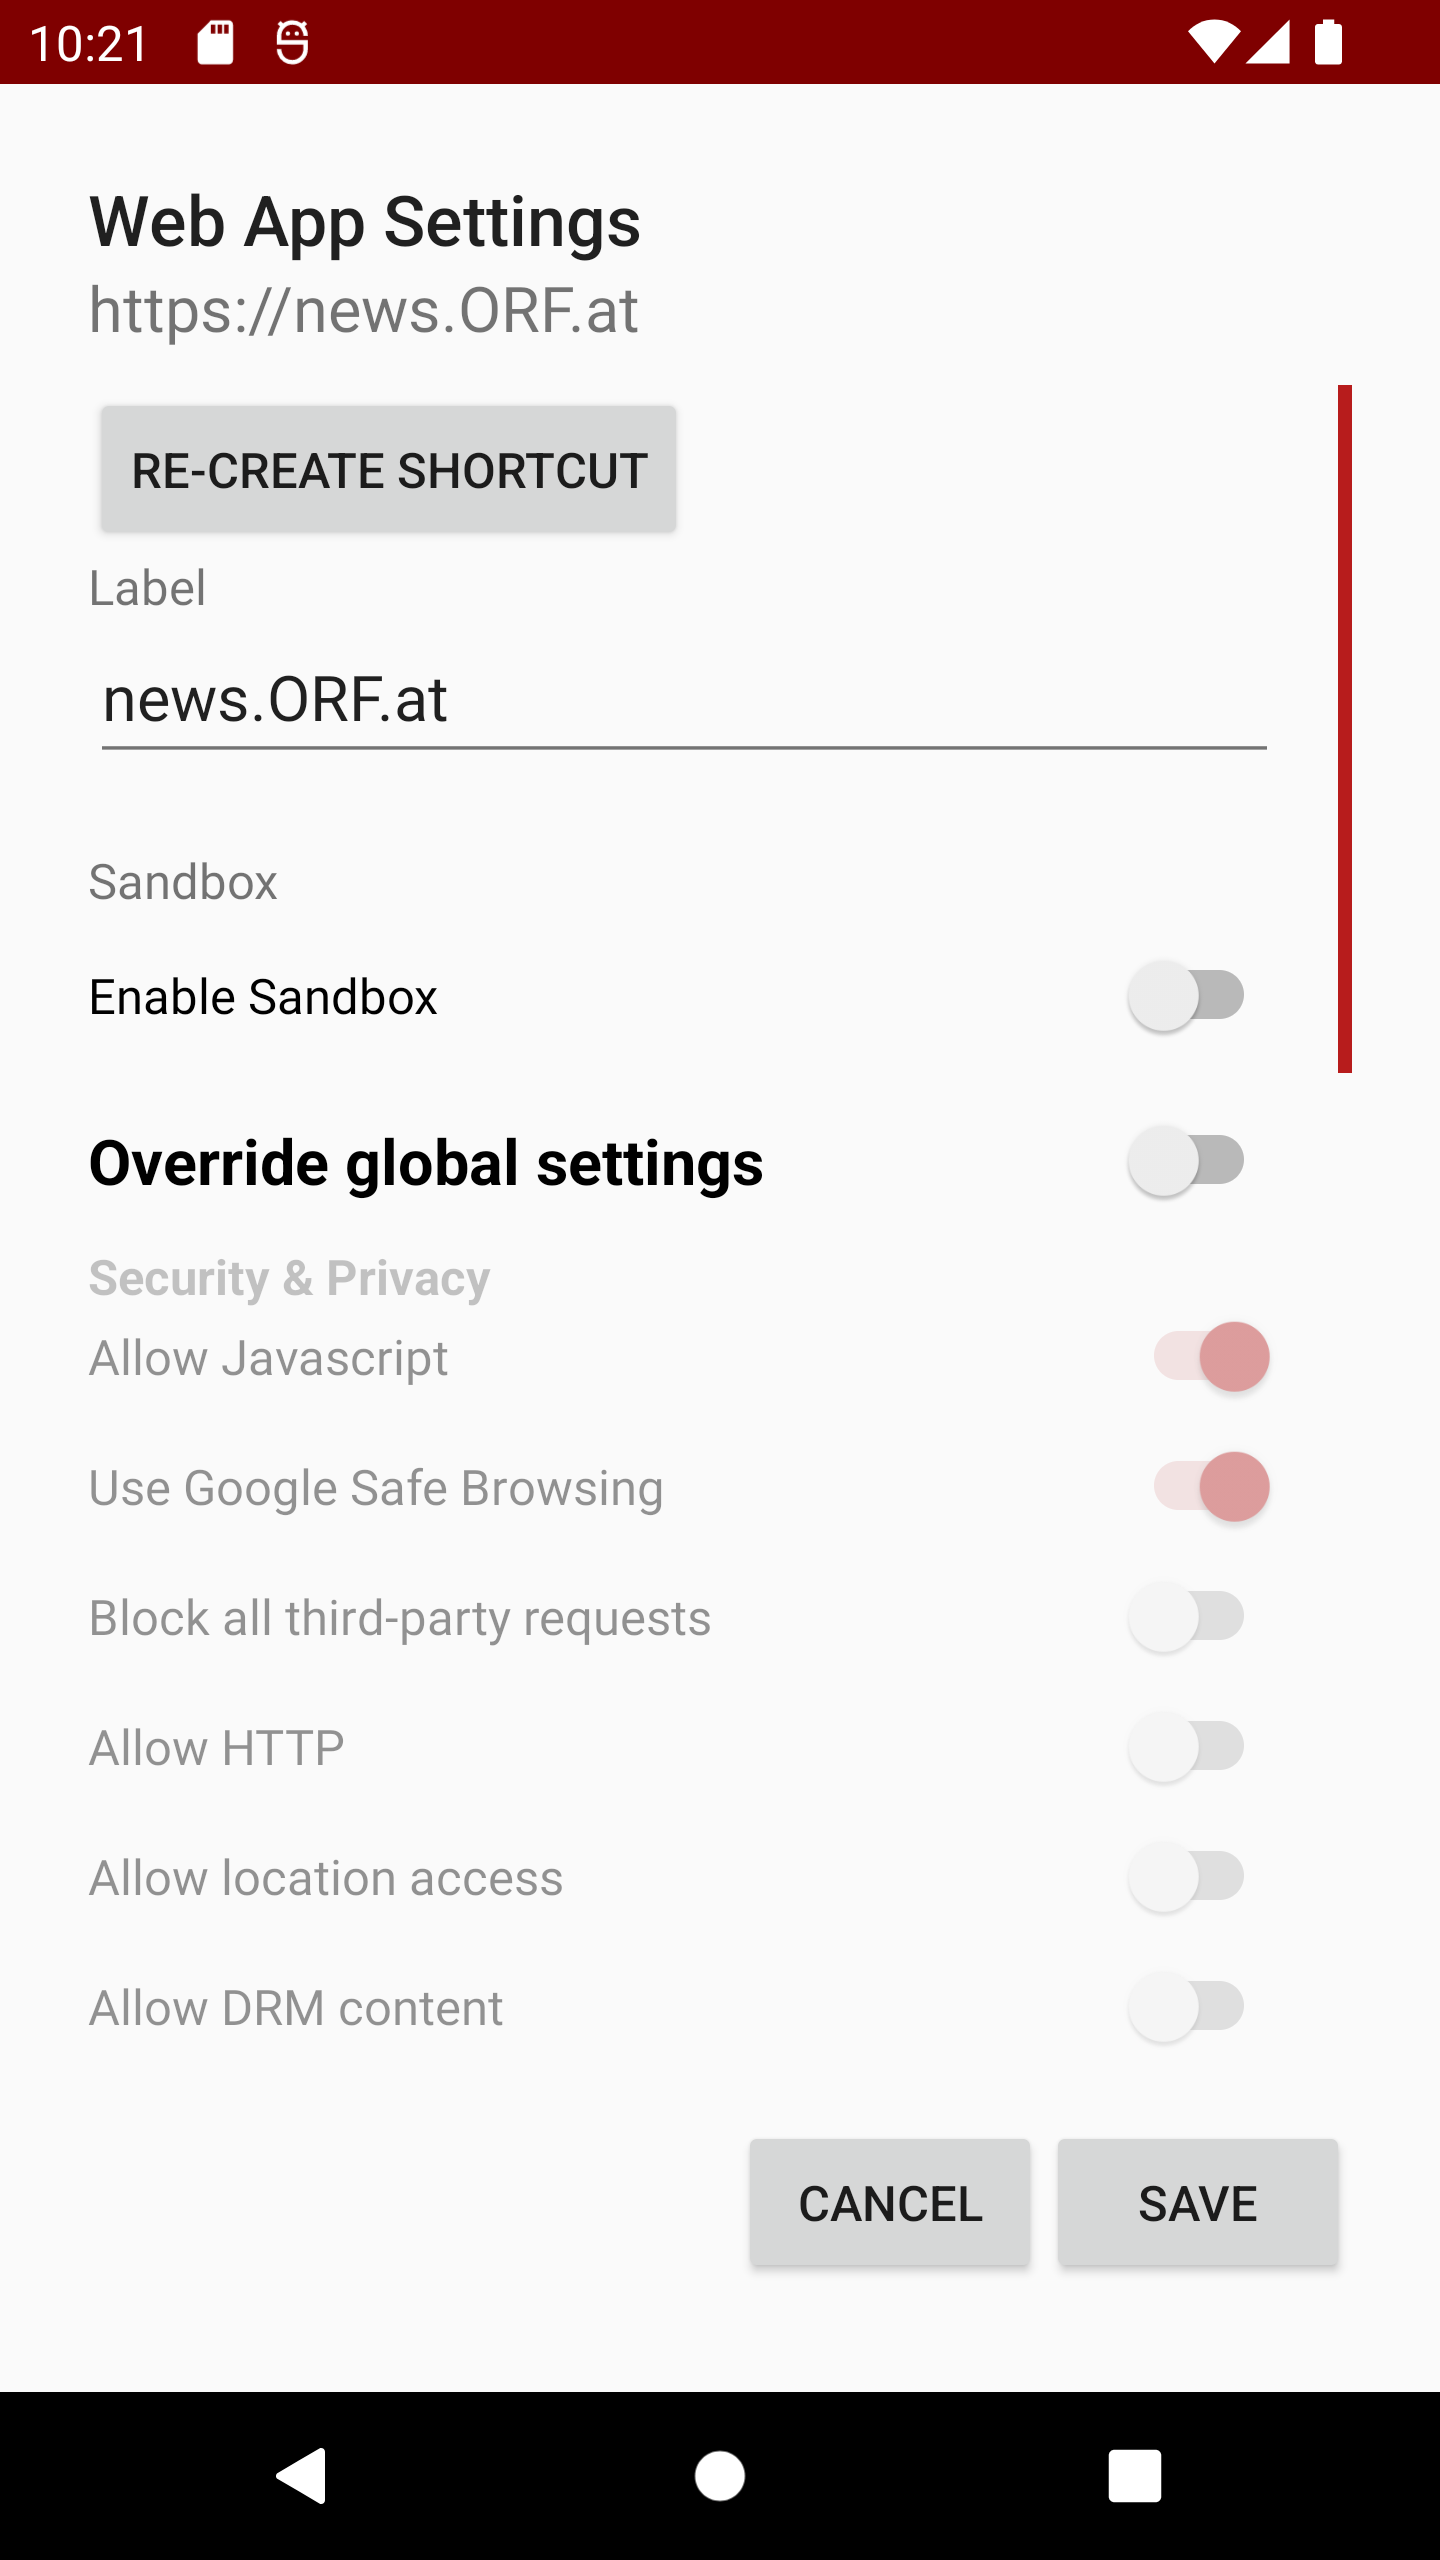 10:21
Web App Settings
https://news.ORF.at
RE-CREATE SHORTCUT
Label
news.ORF.at
Sandbox
Enable Sandbox
Override global settings
Security & Privacy
Allow Javascript
Use Google Safe Browsing
Block all third-party requests
Allow HTTP
Allow location access
Allow DRM content
CANCEL SAVE